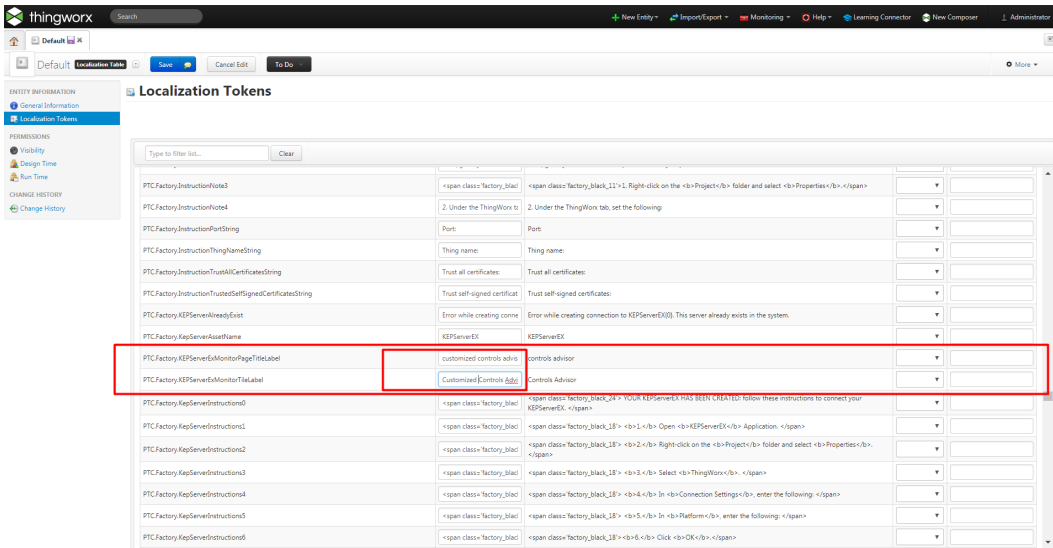 thingworx
Search
New Entity
Import/Export
Monitoring
Help
Learning Connector
New Composer
Administrator
Default
Default Localization Table
Save
Cancel Edit
To Do
More
ENTITY INFORMATION
General Information
Localization Tokens
PERMISSIONS
Visibility
Design Time
Run Time
CHANGE HISTORY
Change History
Localization Tokens
Type to filter list...
Clear
PTC.Factory.InstructionNote3 <span class='factory_blacl <span class='factory_black_11'>1. Right-click on the <b>Project</b> folder and select <b>Properties</b>.</span>
PTC.Factory.InstructionNote4 2. Under the ThingWorx ta 2. Under the ThingWorx tab, set the following:
PTC.Factory.InstructionPortString Port: Port:
PTC.Factory.InstructionThingNameString Thing name: Thing name:
PTC.Factory.InstructionTrustAllCertificatesString Trust all certificates: Trust all certificates:
PTC.Factory.InstructionTrustedSelfSignedCertificatesString Trust self-signed certificat Trust self-signed certificates:
PTC.Factory.KEPServerAlreadyExist Error while creating conne Error while creating connection to KEPServerEX{0}. This server already exists in the system.
PTC.Factory.KepServerAssetName KEPServerEX KEPServerEX
PTC.Factory.KEPServerExMonitorPageTitleLabel customized controls advis controls advisor
PTC.Factory.KEPServerExMonitorTileLabel Customized Controls Advi Controls Advisor
PTC.Factory.KepServerInstructions0 <span class='factory_blacl <span class='factory_black_24'> YOUR KEPServerEX HAS BEEN CREATED: follow these instructions to connect your
KEPServerEX. </span>
PTC.Factory.KepServerInstructions1 <span class='factory_blacl <span class='factory_black_18'> <b>1.</b> Open <b>KEPServerEX</b> Application. </span>
PTC.Factory.KepServerInstructions2 <span class='factory_blacl <span class='factory_black_18'> <b>2.</b> Right-click on the <b>Project</b> folder and select <b>Properties</b>.
</span>
PTC.Factory.KepServerInstructions3 <span class='factory_blacl <span class='factory_black_18'> <b>3.</b> Select <b>ThingWorx</b>. </span>
PTC.Factory.KepServerInstructions4 <span class='factory_blacl <span class='factory_black_18'> <b>4.</b> In <b>Connection Settings</b>, enter the following: </span>
PTC.Factory.KepServerInstructions5 <span class='factory_blacl <span class='factory_black_18'> <b>5.</b> In <b>Platform</b>, enter the following: </span>
PTC.Factory.KepServerInstructions6 <span class='factory_blacl <span class='factory_black_18'><b>6.</b> Click <b>OK</b>.</span>